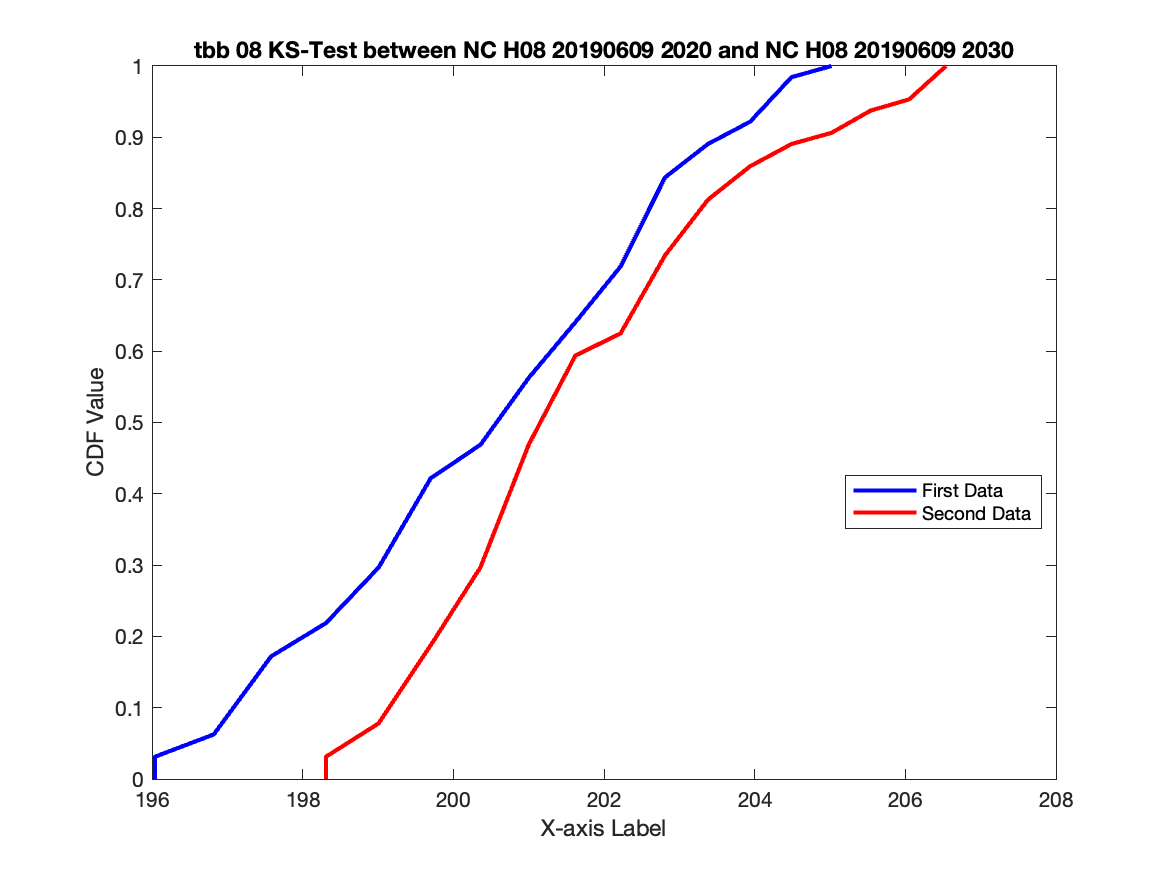 tbb 08 KS-Test between NC H08 20190609 2020 and NC H08 20190609 2030
1
0.9
0.8
0.7
0.6
0.5
0.4
0.3
0.2
0.1
0
CDF Value
First Data
Second Data
196 198 200 202 204 206 208
X-axis Label